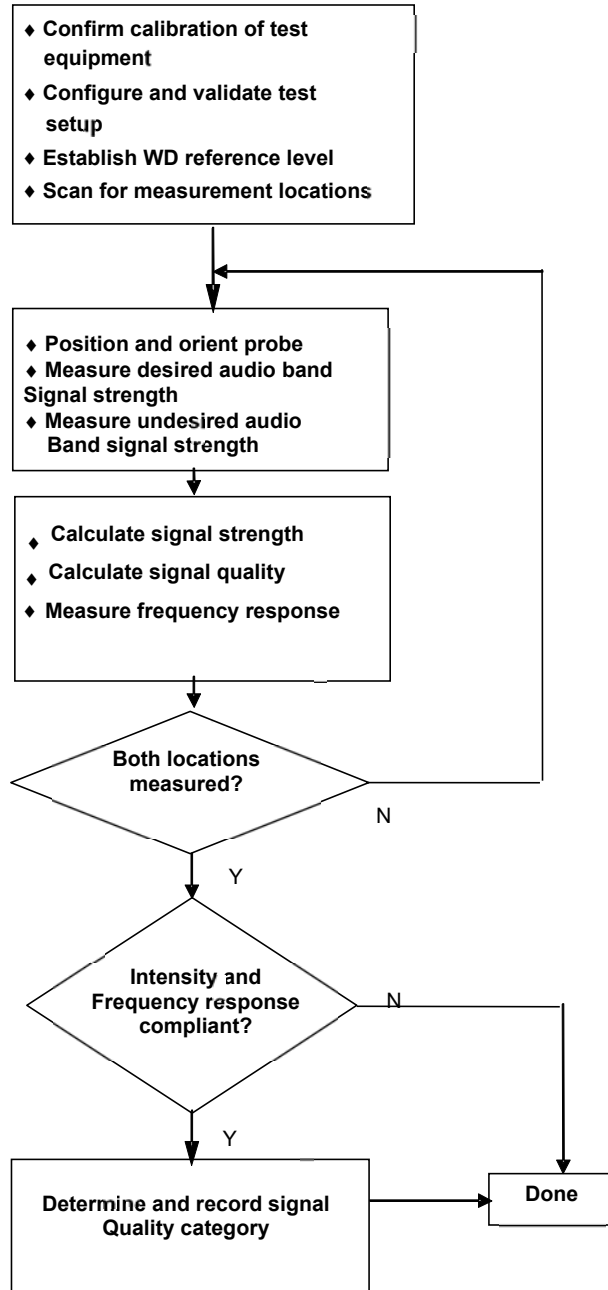 ♦ Confirm calibration of test
equipment
♦ Configure and validate test
setup
♦ Establish WD reference level
♦ Scan for measurement locations
♦ Position and orient probe
♦ Measure desired audio band
Signal strength
♦ Measure undesired audio
Band signal strength
♦ Calculate signal strength
♦ Calculate signal quality
♦ Measure frequency response
Both locations
measured?
N
Y
Intensity and
Frequency response
compliant?
N
Y
Determine and record signal
Quality category
Done